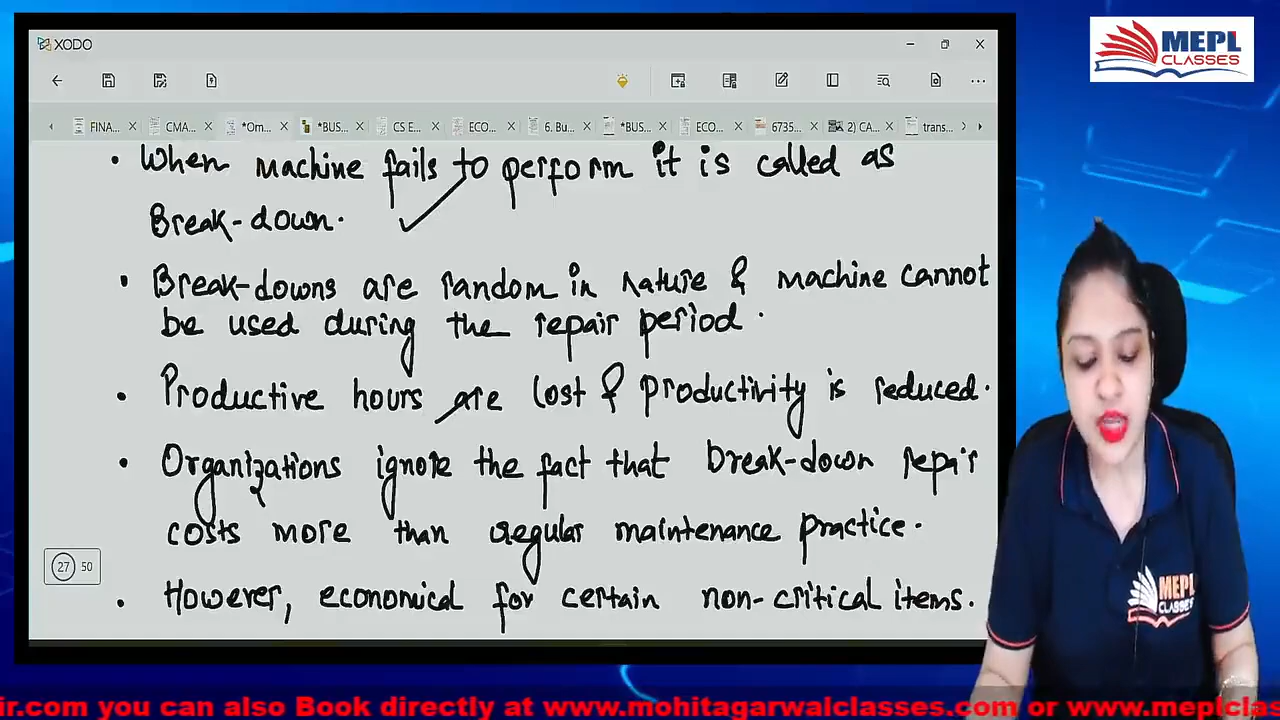 XODO
MEPL
CLASSES
FINA...
CMA...
*Om...
*BUS...
CS E...
ECO...
6. Bu...
*BUS...
ECO...
6735...
2) CA...
trans...
• When machine fails to perform it is called as
Break-down.
• Break-downs are random in nature & machine cannot
be used during the repair period.
• Productive hours are lost & productivity is reduced.
• Organizations ignore the fact that break-down repair
costs more than regular maintenance practice.
27 50
• However, economical for certain non-critical items.
MEPL
CLASSES
ir.com you can also Book directly at www.mohitagarwalclasses.com or www.meplclas